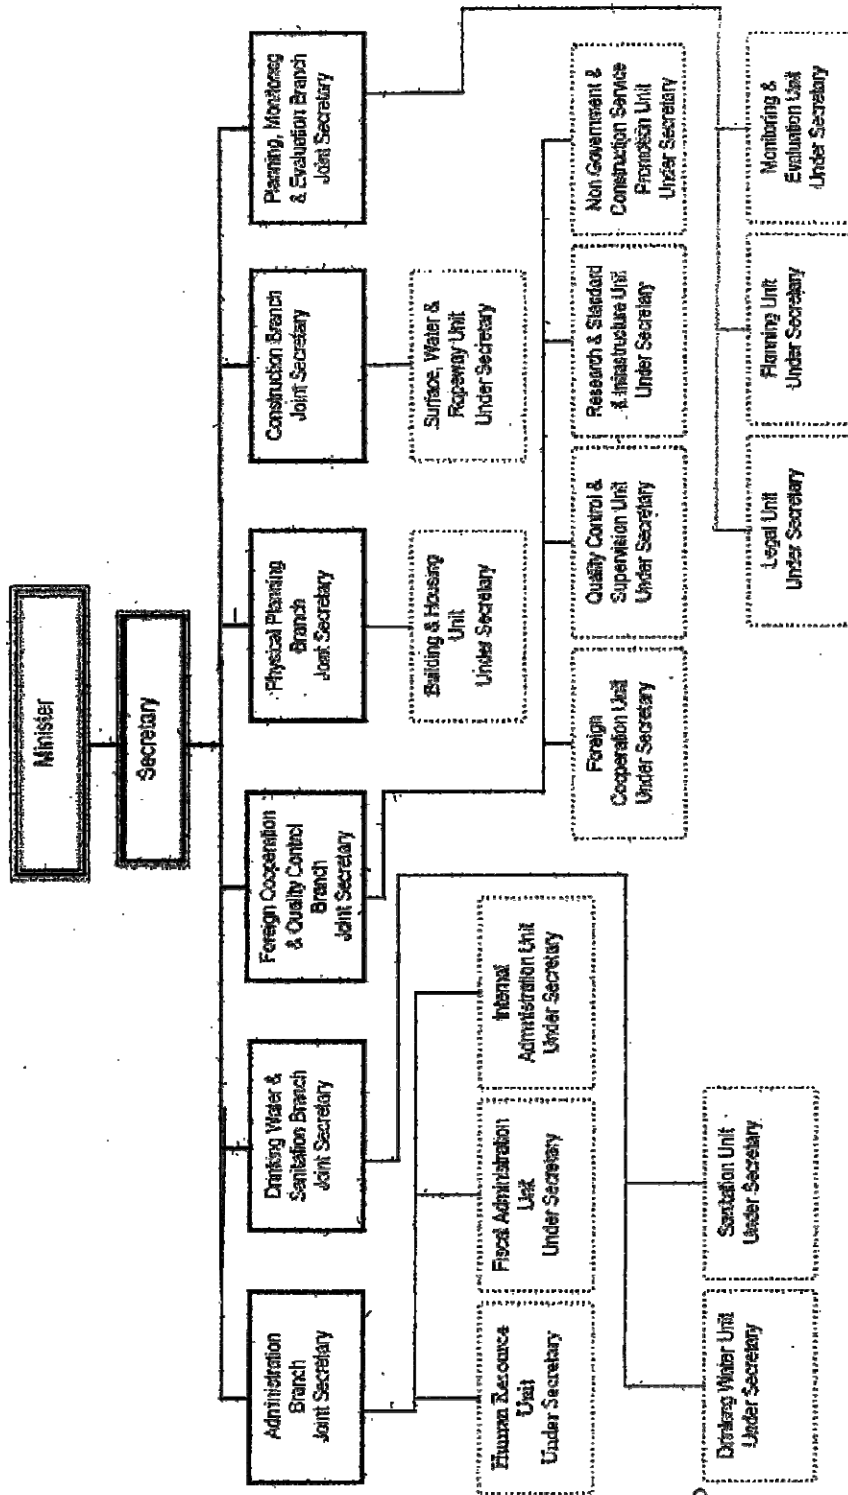 Minister
Secretary
Administration
Branch
Joint Secretary
Drinking Water &
Sanitation Branch
Joint Secretary
Foreign Cooperation
& Quality Control
Branch
Joint Secretary
Physical Planning
Branch
Joint Secretary
Construction Branch
Joint Secretary
Planning, Monitoring
& Evaluation Branch
Joint Secretary
Human Resource
Unit
Under Secretary
Fiscal Administration
Unit
Under Secretary
Internal
Administration Unit
Under Secretary
Building & Housing
Unit
Under Secretary
Surface, Water &
Ropeway Unit
Under Secretary
Foreign
Cooperation Unit
Under Secretary
Quality Control &
Supervision Unit
Under Secretary
Research & Standard
& Infrastructure Unit
Under Secretary
Non Government &
Construction Service
Promotion Unit
Under Secretary
Drinking Water Unit
Under Secretary
Sanitation Unit
Under Secretary
Legal Unit
Under Secretary
Planning Unit
Under Secretary
Monitoring &
Evaluation Unit
Under Secretary